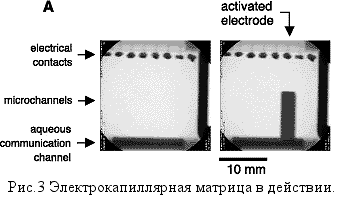 A
activated
electrode
electrical
contacts
microchannels
aqueous
communication
channel
10 mm
Рис.3 Электрокапиллярная матрица в действии.